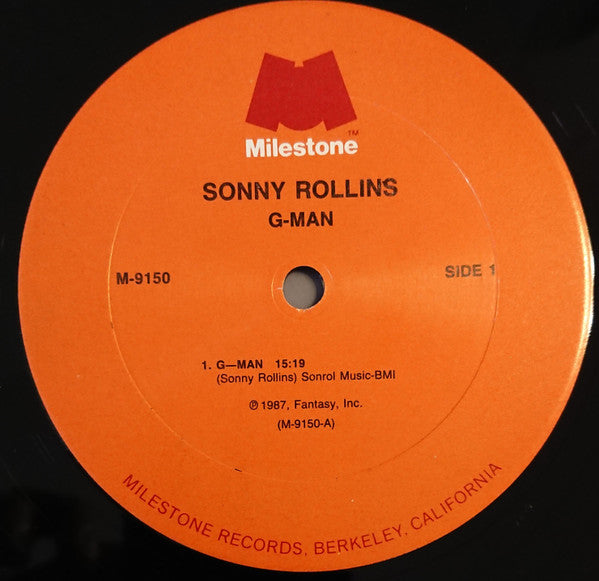 Milestone™
SONNY ROLLINS
G-MAN
M-9150
SIDE 1
1. G—MAN 15:19
(Sonny Rollins) Sonrol Music-BMI
℗ 1987, Fantasy, Inc.
(M-9150-A)
MILESTONE RECORDS, BERKELEY, CALIFORNIA